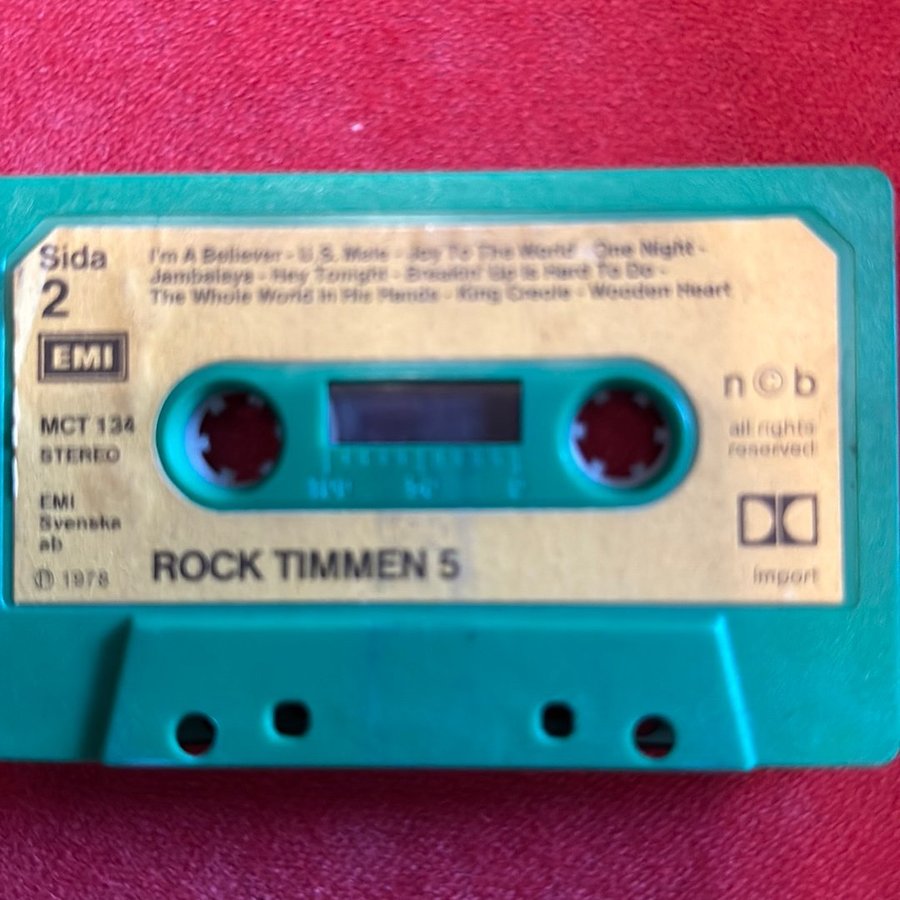 Sida
2
I'm A Believer - U.S. Male - Joy To The World - One Night -
Jambalaya - Hey Tonight - Breakin' Up Is Hard To Do -
The Whole World In His Hands - King Creole - Wooden Heart
EMI
n©b
MCT 134
STEREO
all rights
reserved
EMI
Svenska
ab
℗ 1978
ROCK TIMMEN 5
import